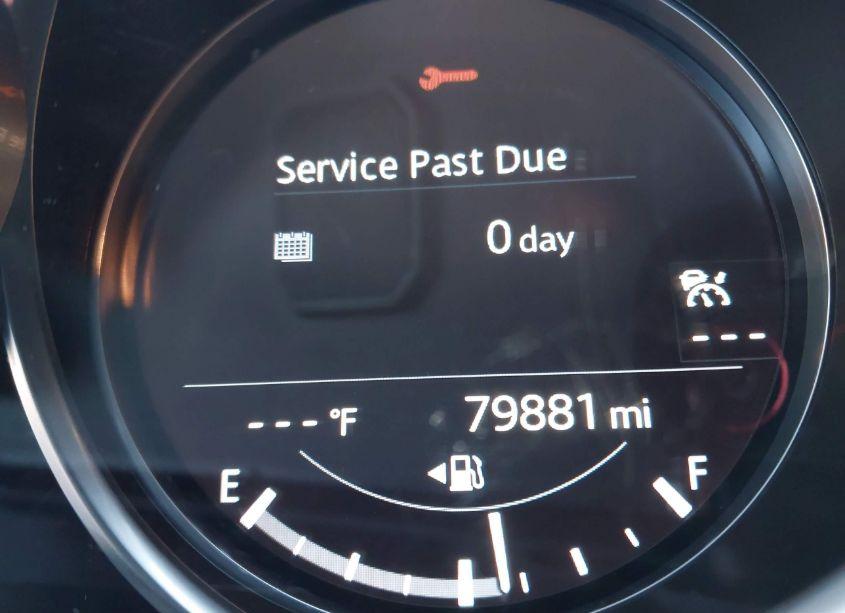 Service Past Due
0 day
- - -
- - - °F 79881 mi
E F